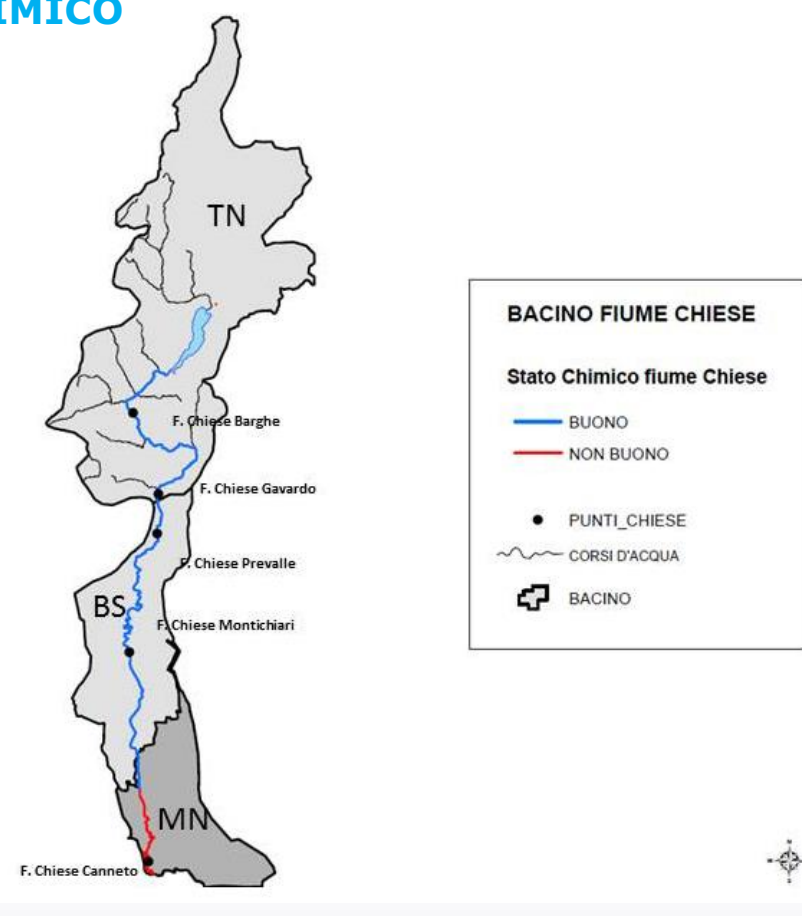 IMICO
TN
F. Chiese Barghe
F. Chiese Gavardo
F. Chiese Prevalle
BS
F. Chiese Montichiari
MN
F. Chiese Canneto
BACINO FIUME CHIESE
Stato Chimico fiume Chiese
BUONO
NON BUONO
PUNTI_CHIESE
CORSI D'ACQUA
BACINO